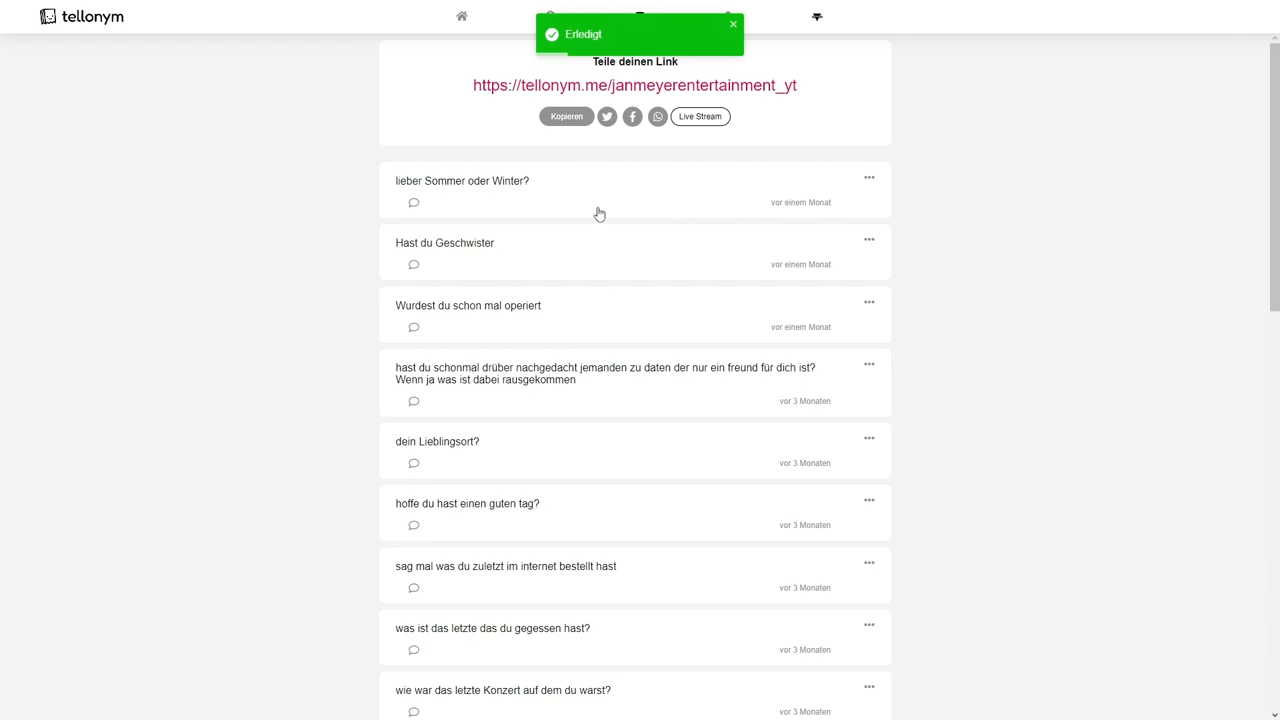 tellonym
Erledigt
Teile deinen Link
https://tellonym.me/janmeyerentertainment_yt
Kopieren
Live Stream
lieber Sommer oder Winter?
vor einem Monat
Hast du Geschwister
vor einem Monat
Wurdest du schon mal operiert
vor einem Monat
hast du schonmal drüber nachgedacht jemanden zu daten der nur ein freund für dich ist?
Wenn ja was ist dabei rausgekommen
vor 3 Monaten
dein Lieblingsort?
vor 3 Monaten
hoffe du hast einen guten tag?
vor 3 Monaten
sag mal was du zuletzt im internet bestellt hast
vor 3 Monaten
was ist das letzte das du gegessen hast?
vor 3 Monaten
wie war das letzte Konzert auf dem du warst?
vor 3 Monaten